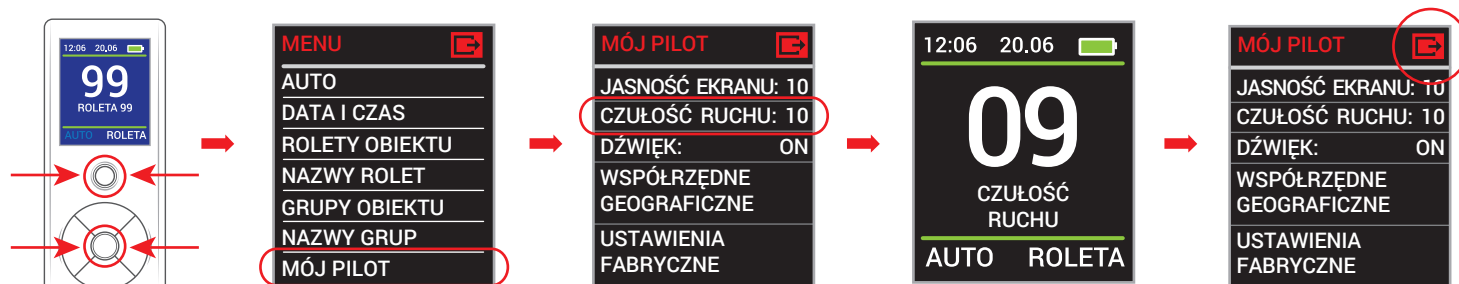 12:06 20.06
99
ROLETA 99
AUTO ROLETA
MENU
AUTO
DATA I CZAS
ROLETY OBIEKTU
NAZWY ROLET
GRUPY OBIEKTU
NAZWY GRUP
MÓJ PILOT
MÓJ PILOT
JASNOŚĆ EKRANU: 10
CZUŁOŚĆ RUCHU: 10
DŹWIĘK: ON
WSPÓŁRZĘDNE
GEOGRAFICZNE
USTAWIENIA
FABRYCZNE
12:06 20.06
09
CZUŁOŚĆ
RUCHU
AUTO ROLETA
MÓJ PILOT
JASNOŚĆ EKRANU: 10
CZUŁOŚĆ RUCHU: 10
DŹWIĘK: ON
WSPÓŁRZĘDNE
GEOGRAFICZNE
USTAWIENIA
FABRYCZNE